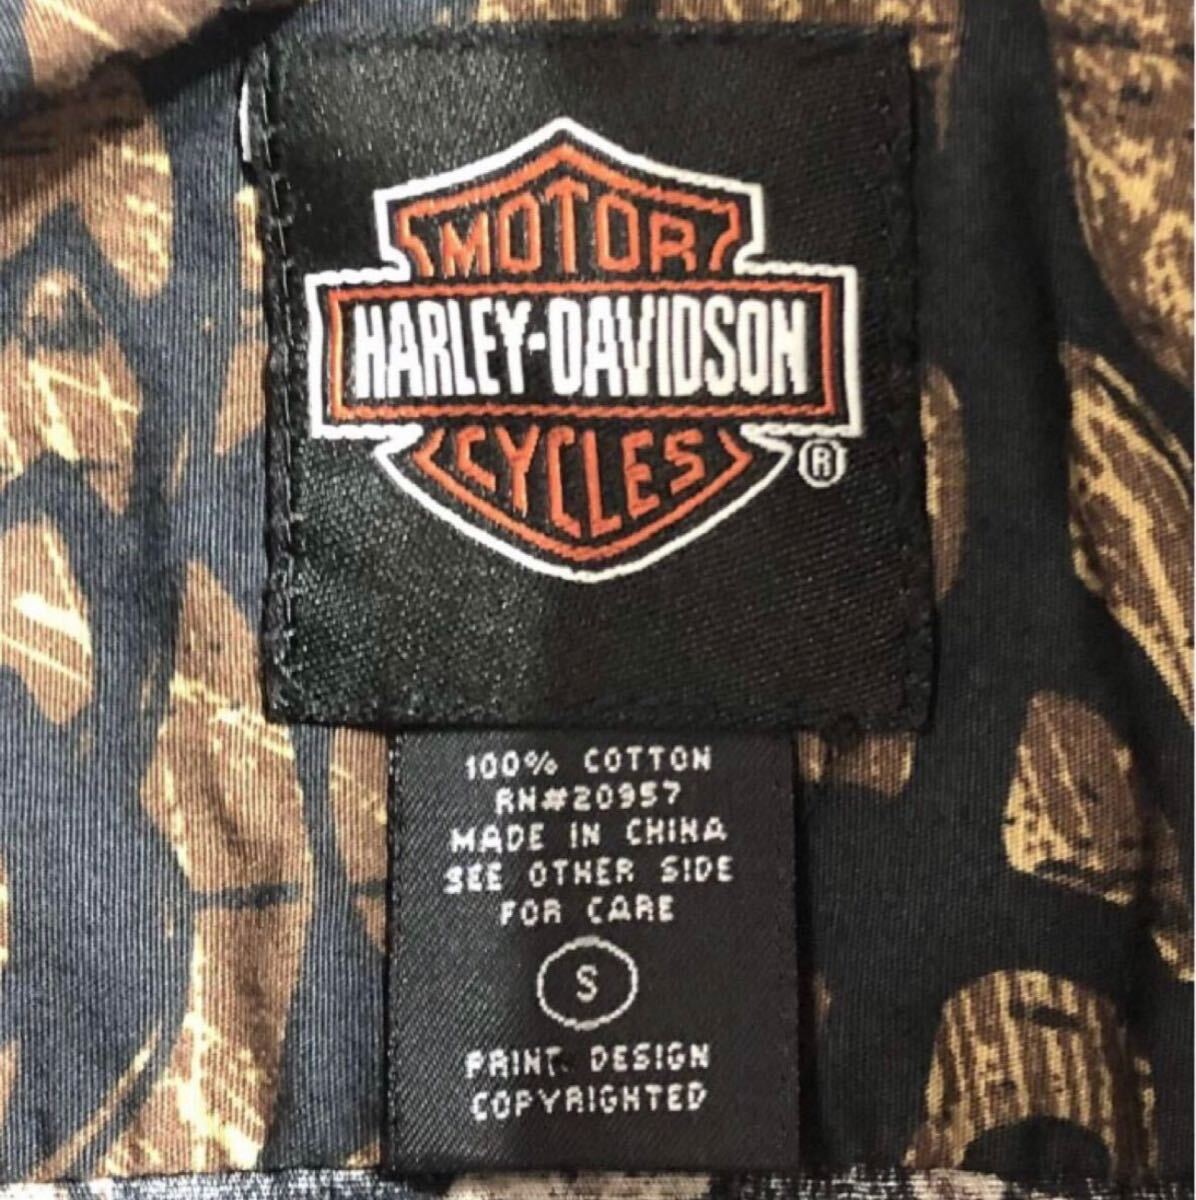 MOTOR
HARLEY-DAVIDSON
CYCLES
®
100% COTTON
RN#20957
MADE IN CHINA
SEE OTHER SIDE
FOR CARE
S
PRINT DESIGN
COPYRIGHTED